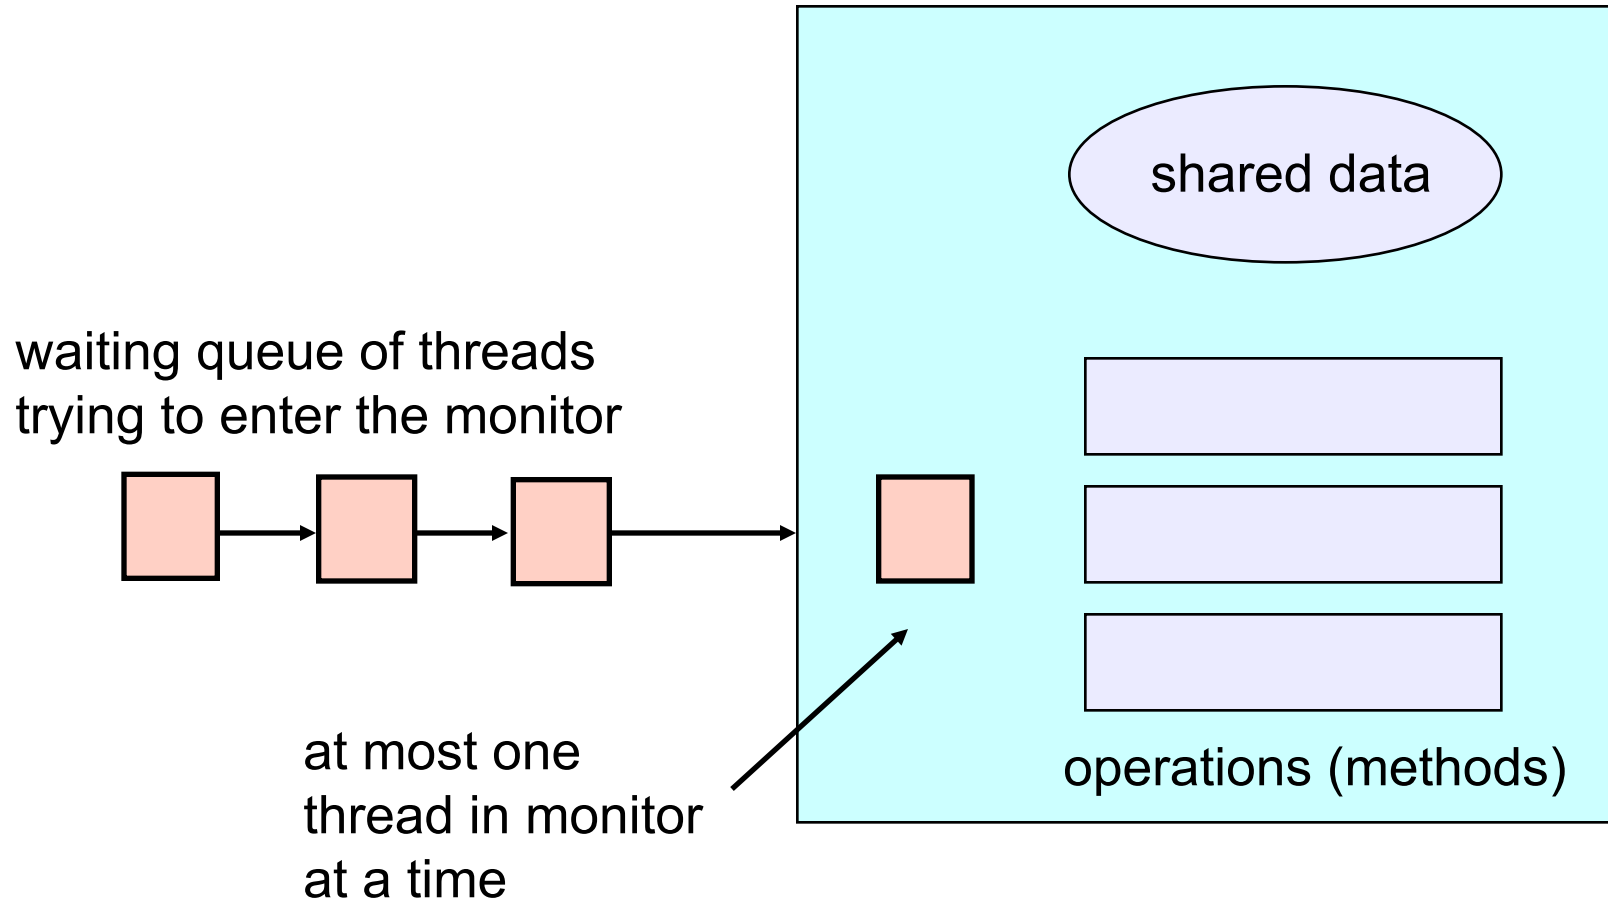 shared data
waiting queue of threads
trying to enter the monitor
at most one
thread in monitor
at a time
operations (methods)